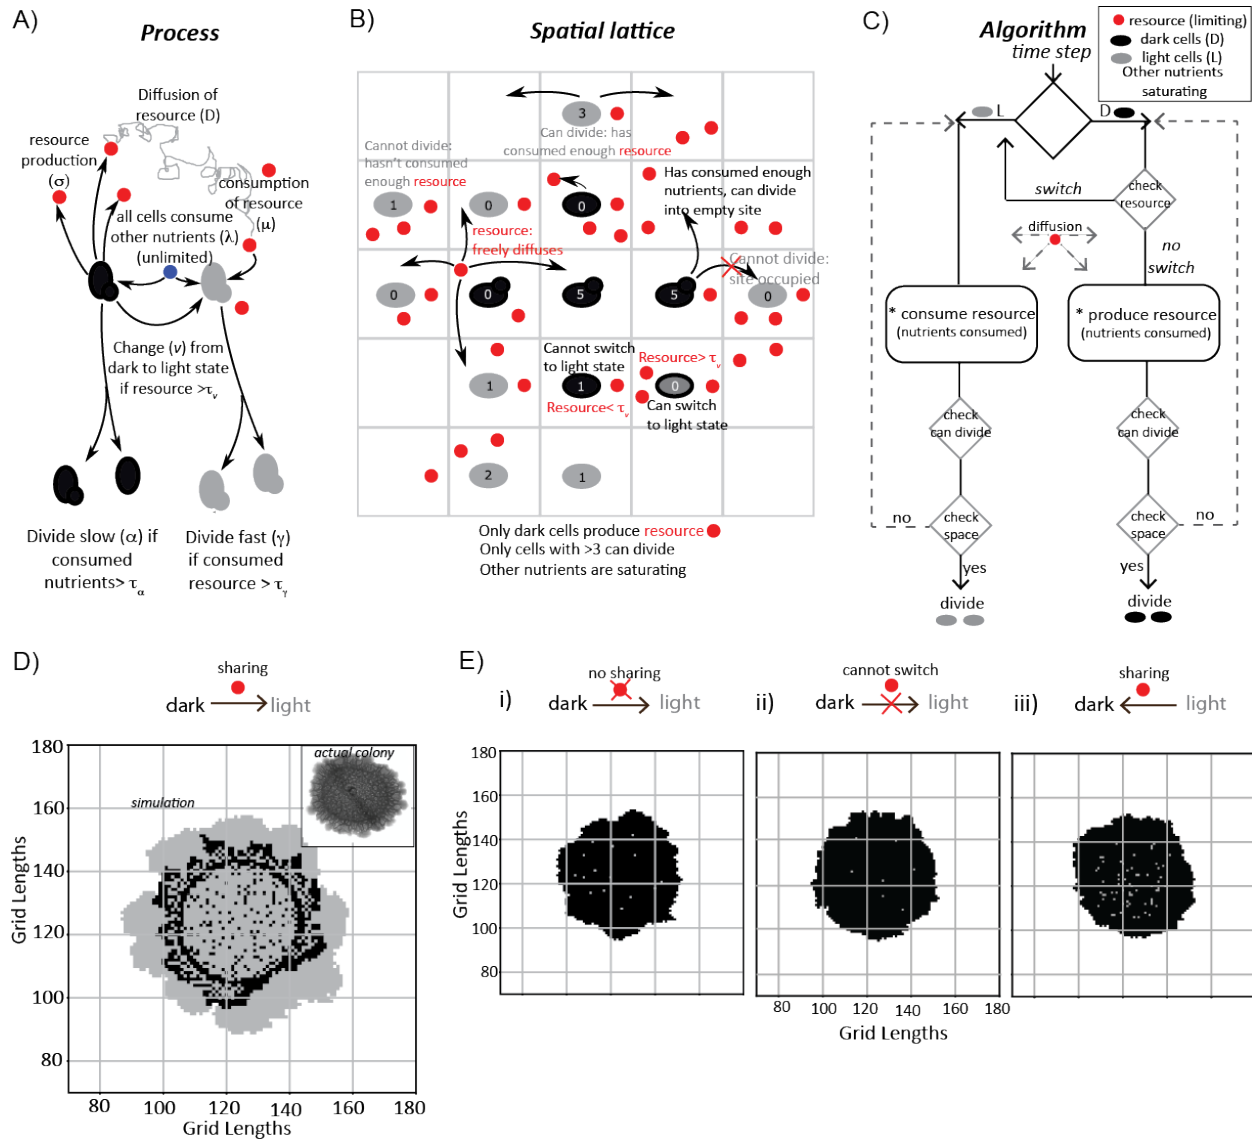 A)
Process
Diffusion of
resource (D)
resource
production (σ)
consumption
of resource
(μ)
all cells consume
other nutrients (λ)
(unlimited)
Change (ν) from
dark to light state
if resource >τν
Divide slow (α) if
consumed
nutrients> τα
Divide fast (γ)
if consumed
resource > τγ
B)
Spatial lattice
3
Can divide: has
consumed enough resource
Cannot divide:
hasn't consumed
enough resource
1
0
0
Has consumed enough
nutrients, can divide
into empty site
resource:
freely diffuses
Cannot divide:
site occupied
0
0
5
5
0
Cannot switch
to light state
Resource> τν
1
1
0
Resource< τν
Can switch
to light state
2
1
Only dark cells produce resource
Only cells with >3 can divide
Other nutrients are saturating
C)
Algorithm
time step
resource (limiting)
dark cells (D)
light cells (L)
Other nutrients
saturating
L
D
switch
check
resource
diffusion
no
switch
* consume resource
(nutrients consumed)
* produce resource
(nutrients consumed)
check
can divide
check
can divide
no
check
space
check
space
no
yes
yes
divide
divide
D)
sharing
dark
light
180
160
140
120
100
80
Grid Lengths
simulation
actual colony
80
100
120
140
160
180
Grid Lengths
E)
i)
no sharing
dark
light
180
160
140
120
100
80
Grid Lengths
ii)
cannot switch
dark
light
80
100
120
140
160
180
Grid Lengths
iii)
sharing
dark
light